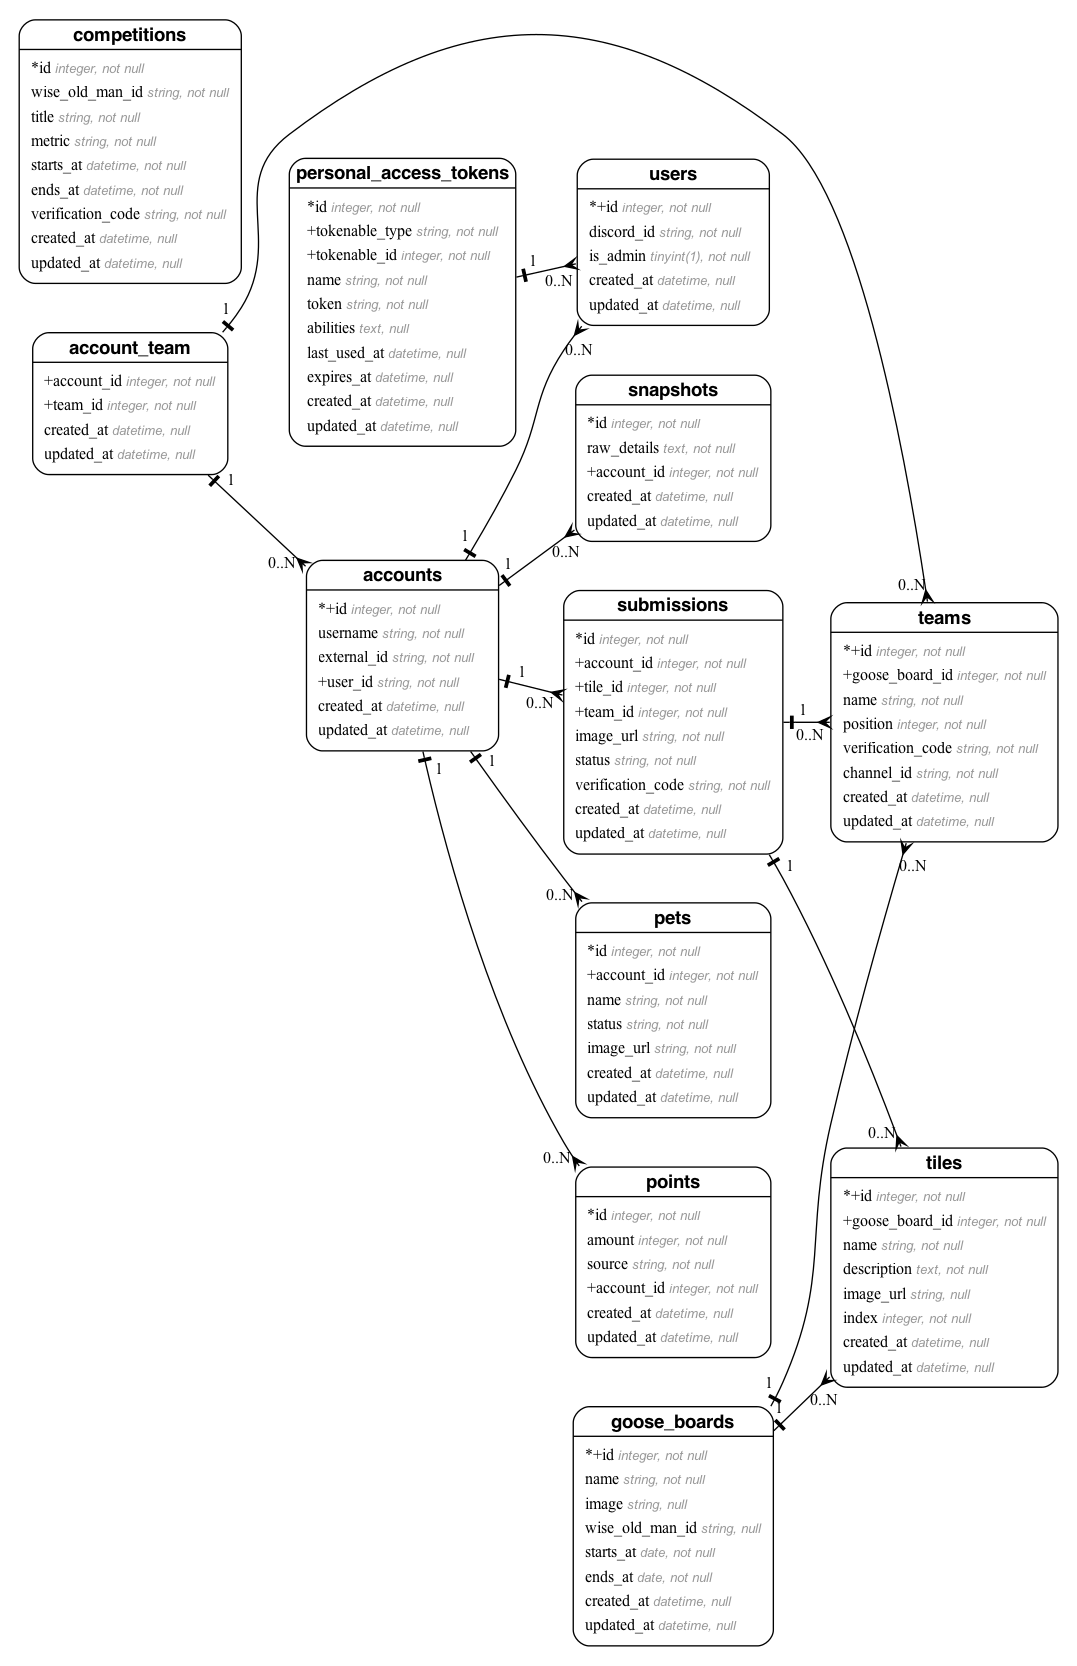 competitions
*id integer, not null
wise_old_man_id string, not null
title string, not null
metric string, not null
starts_at datetime, not null
ends_at datetime, not null
verification_code string, not null
created_at datetime, null
updated_at datetime, null
personal_access_tokens
*id integer, not null
+tokenable_type string, not null
+tokenable_id integer, not null
name string, not null
token string, not null
abilities text, null
last_used_at datetime, null
expires_at datetime, null
created_at datetime, null
updated_at datetime, null
1
0..N
users
*+id integer, not null
discord_id string, not null
is_admin tinyint(1), not null
created_at datetime, null
updated_at datetime, null
0..N
1
account_team
+account_id integer, not null
+team_id integer, not null
created_at datetime, null
updated_at datetime, null
1
0..N
snapshots
*id integer, not null
raw_details text, not null
+account_id integer, not null
created_at datetime, null
updated_at datetime, null
0..N
1
1
accounts
*+id integer, not null
username string, not null
external_id string, not null
+user_id string, not null
created_at datetime, null
updated_at datetime, null
1
0..N
1
1
submissions
*id integer, not null
+account_id integer, not null
+tile_id integer, not null
+team_id integer, not null
image_url string, not null
status string, not null
verification_code string, not null
created_at datetime, null
updated_at datetime, null
1
0..N
1
0..N
teams
*+id integer, not null
+goose_board_id integer, not null
name string, not null
position integer, not null
verification_code string, not null
channel_id string, not null
created_at datetime, null
updated_at datetime, null
0..N
0..N
pets
*id integer, not null
+account_id integer, not null
name string, not null
status string, not null
image_url string, not null
created_at datetime, null
updated_at datetime, null
0..N
points
*id integer, not null
amount integer, not null
source string, not null
+account_id integer, not null
created_at datetime, null
updated_at datetime, null
0..N
tiles
*+id integer, not null
+goose_board_id integer, not null
name string, not null
description text, not null
image_url string, null
index integer, not null
created_at datetime, null
updated_at datetime, null
1
1
0..N
goose_boards
*+id integer, not null
name string, not null
image string, null
wise_old_man_id string, null
starts_at date, not null
ends_at date, not null
created_at datetime, null
updated_at datetime, null